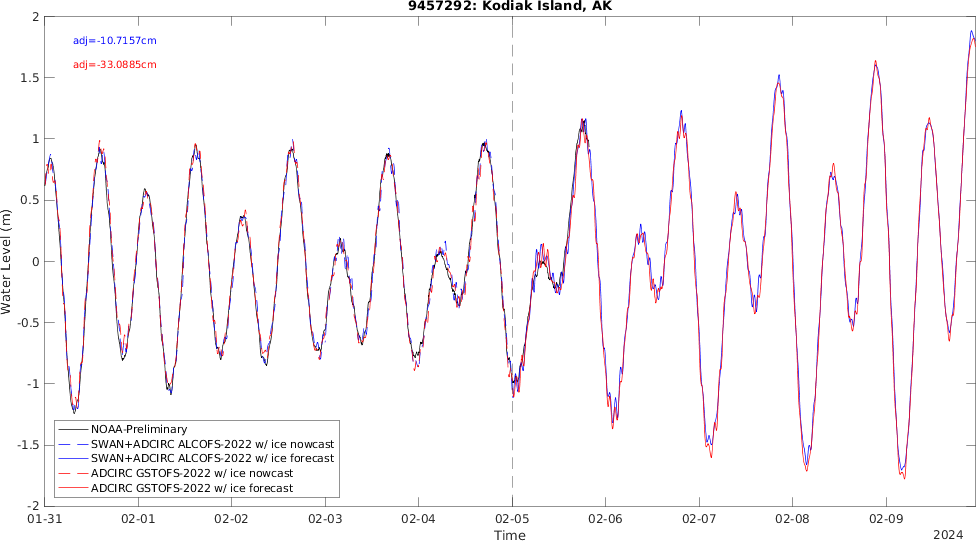 9457292: Kodiak Island, AK
adj=-10.7157cm
adj=-33.0885cm
Water Level (m)
2
1.5
1
0.5
0
-0.5
-1
-1.5
-2
NOAA-Preliminary
SWAN+ADCIRC ALCOFS-2022 w/ ice nowcast
SWAN+ADCIRC ALCOFS-2022 w/ ice forecast
ADCIRC GSTOFS-2022 w/ ice nowcast
ADCIRC GSTOFS-2022 w/ ice forecast
01-31 02-01 02-02 02-03 02-04 02-05 02-06 02-07 02-08 02-09
Time
2024